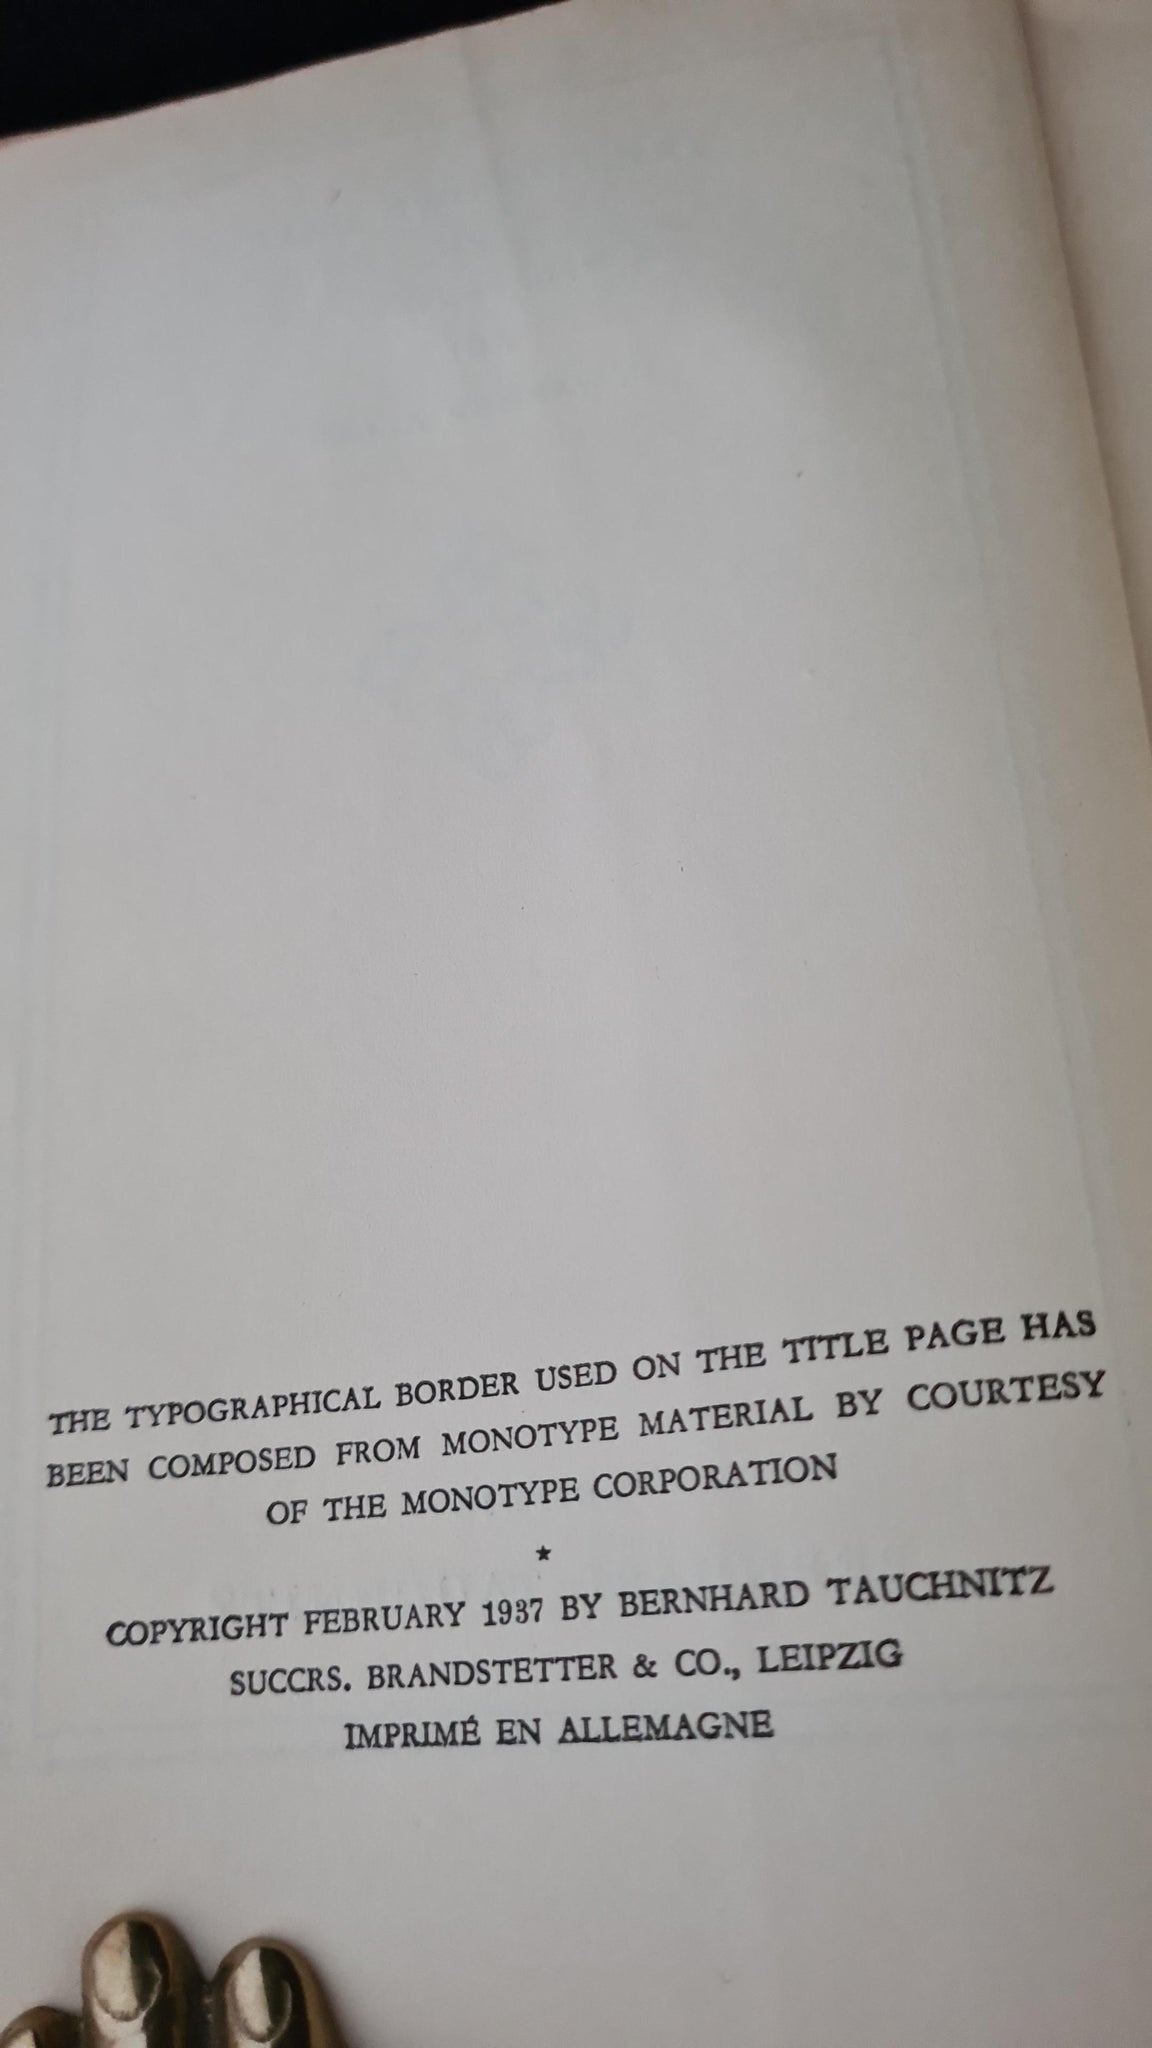 THE TYPOGRAPHICAL BORDER USED ON THE TITLE PAGE HAS
BEEN COMPOSED FROM MONOTYPE MATERIAL BY COURTESY
OF THE MONOTYPE CORPORATION
★
COPYRIGHT FEBRUARY 1937 BY BERNHARD TAUCHNITZ
SUCCRS. BRANDSTETTER & CO., LEIPZIG
IMPRIMÉ EN ALLEMAGNE